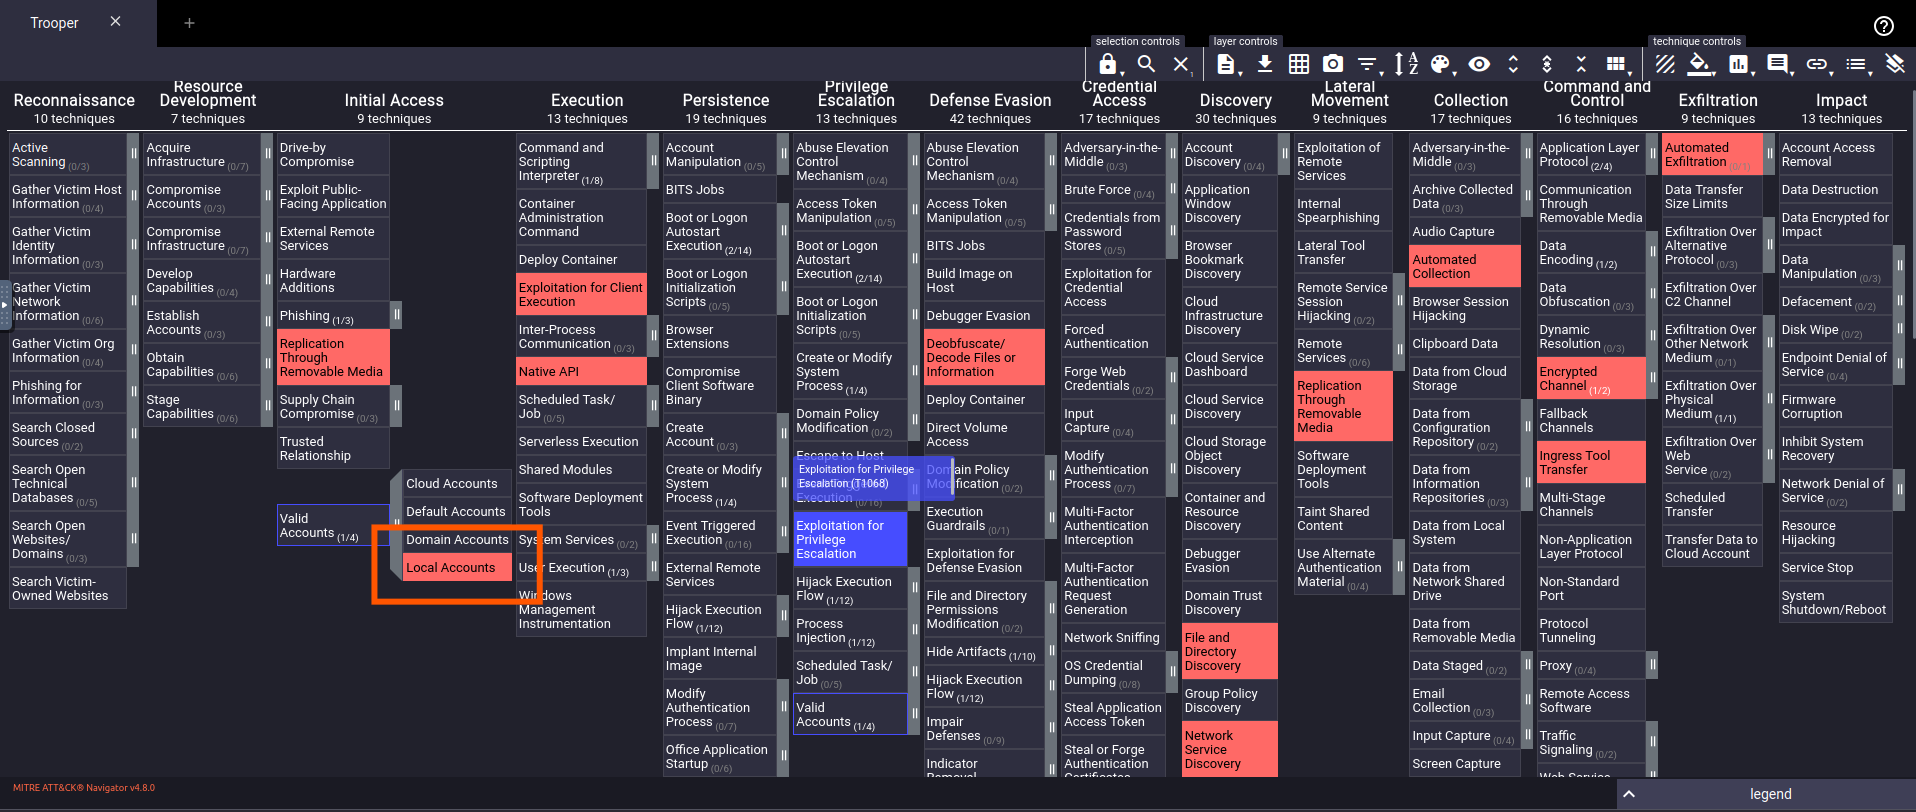 Trooper
selection controls
layer controls
technique controls
Reconnaissance
10 techniques
Active
Scanning (0/3)
Gather Victim Host
Information (0/4)
Gather Victim
Identity
Information (0/3)
Gather Victim
Network
Information (0/6)
Gather Victim Org
Information (0/4)
Phishing for
Information (0/3)
Search Closed
Sources (0/2)
Search Open
Technical
Databases (0/5)
Search Open
Websites/
Domains (0/3)
Search Victim-
Owned Websites
Resource
Development
7 techniques
Acquire
Infrastructure (0/7)
Compromise
Accounts (0/3)
Compromise
Infrastructure (0/7)
Develop
Capabilities (0/4)
Establish
Accounts (0/3)
Obtain
Capabilities (0/6)
Stage
Capabilities (0/6)
Initial Access
9 techniques
Drive-by
Compromise
Exploit Public-
Facing Application
External Remote
Services
Hardware
Additions
Phishing (1/3)
Replication
Through
Removable Media
Supply Chain
Compromise (0/3)
Trusted
Relationship
Valid
Accounts (1/4)
Cloud Accounts
Default Accounts
Domain Accounts
Local Accounts
Execution
13 techniques
Command and
Scripting
Interpreter (1/8)
Container
Administration
Command
Deploy Container
Exploitation for Client
Execution
Inter-Process
Communication (0/3)
Native API
Scheduled Task/
Job (0/5)
Serverless Execution
Shared Modules
Software Deployment
Tools
System Services (0/2)
User Execution (1/3)
Windows
Management
Instrumentation
Persistence
19 techniques
Account
Manipulation (0/5)
BITS Jobs
Boot or Logon
Autostart
Execution (2/14)
Boot or Logon
Initialization
Scripts (0/5)
Browser
Extensions
Compromise
Client Software
Binary
Create
Account (0/3)
Create or Modify
System
Process (1/4)
Event Triggered
Execution (0/16)
External Remote
Services
Hijack Execution
Flow (1/12)
Implant Internal
Image
Modify
Authentication
Process (0/7)
Office Application
Startup (0/6)
Privilege
Escalation
13 techniques
Abuse Elevation
Control
Mechanism (0/4)
Access Token
Manipulation (0/5)
Boot or Logon
Autostart
Execution (2/14)
Boot or Logon
Initialization
Scripts (0/5)
Create or Modify
System
Process (1/4)
Domain Policy
Modification (0/2)
Escape to Host
Exploitation for Privilege
Escalation (T1068)
Execution (0/16)
Exploitation for
Privilege
Escalation
Hijack Execution
Flow (1/12)
Process
Injection (1/12)
Scheduled Task/
Job (0/5)
Valid
Accounts (1/4)
Defense Evasion
42 techniques
Abuse Elevation
Control
Mechanism (0/4)
Access Token
Manipulation (0/5)
BITS Jobs
Build Image on
Host
Debugger Evasion
Deobfuscate/
Decode Files or
Information
Deploy Container
Direct Volume
Access
Domain Policy
Modification (0/2)
Execution
Guardrails (0/1)
Exploitation for
Defense Evasion
File and Directory
Permissions
Modification (0/2)
Hide Artifacts (1/10)
Hijack Execution
Flow (1/12)
Impair
Defenses (0/9)
Indicator
Removal
Credential
Access
17 techniques
Adversary-in-the-
Middle (0/3)
Brute Force (0/4)
Credentials from
Password
Stores (0/5)
Exploitation for
Credential
Access
Forced
Authentication
Forge Web
Credentials (0/2)
Input
Capture (0/4)
Modify
Authentication
Process (0/7)
Multi-Factor
Authentication
Interception
Multi-Factor
Authentication
Request
Generation
Network Sniffing
OS Credential
Dumping (0/8)
Steal Application
Access Token
Steal or Forge
Authentication
Certificates
Discovery
30 techniques
Account
Discovery (0/4)
Application
Window
Discovery
Browser
Bookmark
Discovery
Cloud
Infrastructure
Discovery
Cloud Service
Dashboard
Cloud Service
Discovery
Cloud Storage
Object
Discovery
Container and
Resource
Discovery
Debugger
Evasion
Domain Trust
Discovery
File and
Directory
Discovery
Group Policy
Discovery
Network
Service
Discovery
Lateral
Movement
9 techniques
Exploitation of
Remote
Services
Internal
Spearphishing
Lateral Tool
Transfer
Remote Service
Session
Hijacking (0/2)
Remote
Services (0/6)
Replication
Through
Removable
Media
Software
Deployment
Tools
Taint Shared
Content
Use Alternate
Authentication
Material (0/4)
Collection
17 techniques
Adversary-in-the-
Middle (0/3)
Archive Collected
Data (0/3)
Audio Capture
Automated
Collection
Browser Session
Hijacking
Clipboard Data
Data from Cloud
Storage
Data from
Configuration
Repository (0/2)
Data from
Information
Repositories (0/3)
Data from Local
System
Data from
Network Shared
Drive
Data from
Removable Media
Data Staged (0/2)
Email
Collection (0/3)
Input Capture (0/4)
Screen Capture
Command and
Control
16 techniques
Application Layer
Protocol (2/4)
Communication
Through
Removable Media
Data
Encoding (1/2)
Data
Obfuscation (0/3)
Dynamic
Resolution (0/3)
Encrypted
Channel (1/2)
Fallback
Channels
Ingress Tool
Transfer
Multi-Stage
Channels
Non-Application
Layer Protocol
Non-Standard
Port
Protocol
Tunneling
Proxy (0/4)
Remote Access
Software
Traffic
Signaling (0/2)
Web Service
Exfiltration
9 techniques
Automated
Exfiltration (0/1)
Data Transfer
Size Limits
Exfiltration Over
Alternative
Protocol (0/3)
Exfiltration Over
C2 Channel
Exfiltration Over
Other Network
Medium (0/1)
Exfiltration Over
Physical
Medium (1/1)
Exfiltration Over
Web
Service (0/2)
Scheduled
Transfer
Transfer Data to
Cloud Account
Impact
13 techniques
Account Access
Removal
Data Destruction
Data Encrypted for
Impact
Data
Manipulation (0/3)
Defacement (0/2)
Disk Wipe (0/2)
Endpoint Denial of
Service (0/4)
Firmware
Corruption
Inhibit System
Recovery
Network Denial of
Service (0/2)
Resource
Hijacking
Service Stop
System
Shutdown/Reboot
MITRE ATT&CK® Navigator v4.8.0
legend